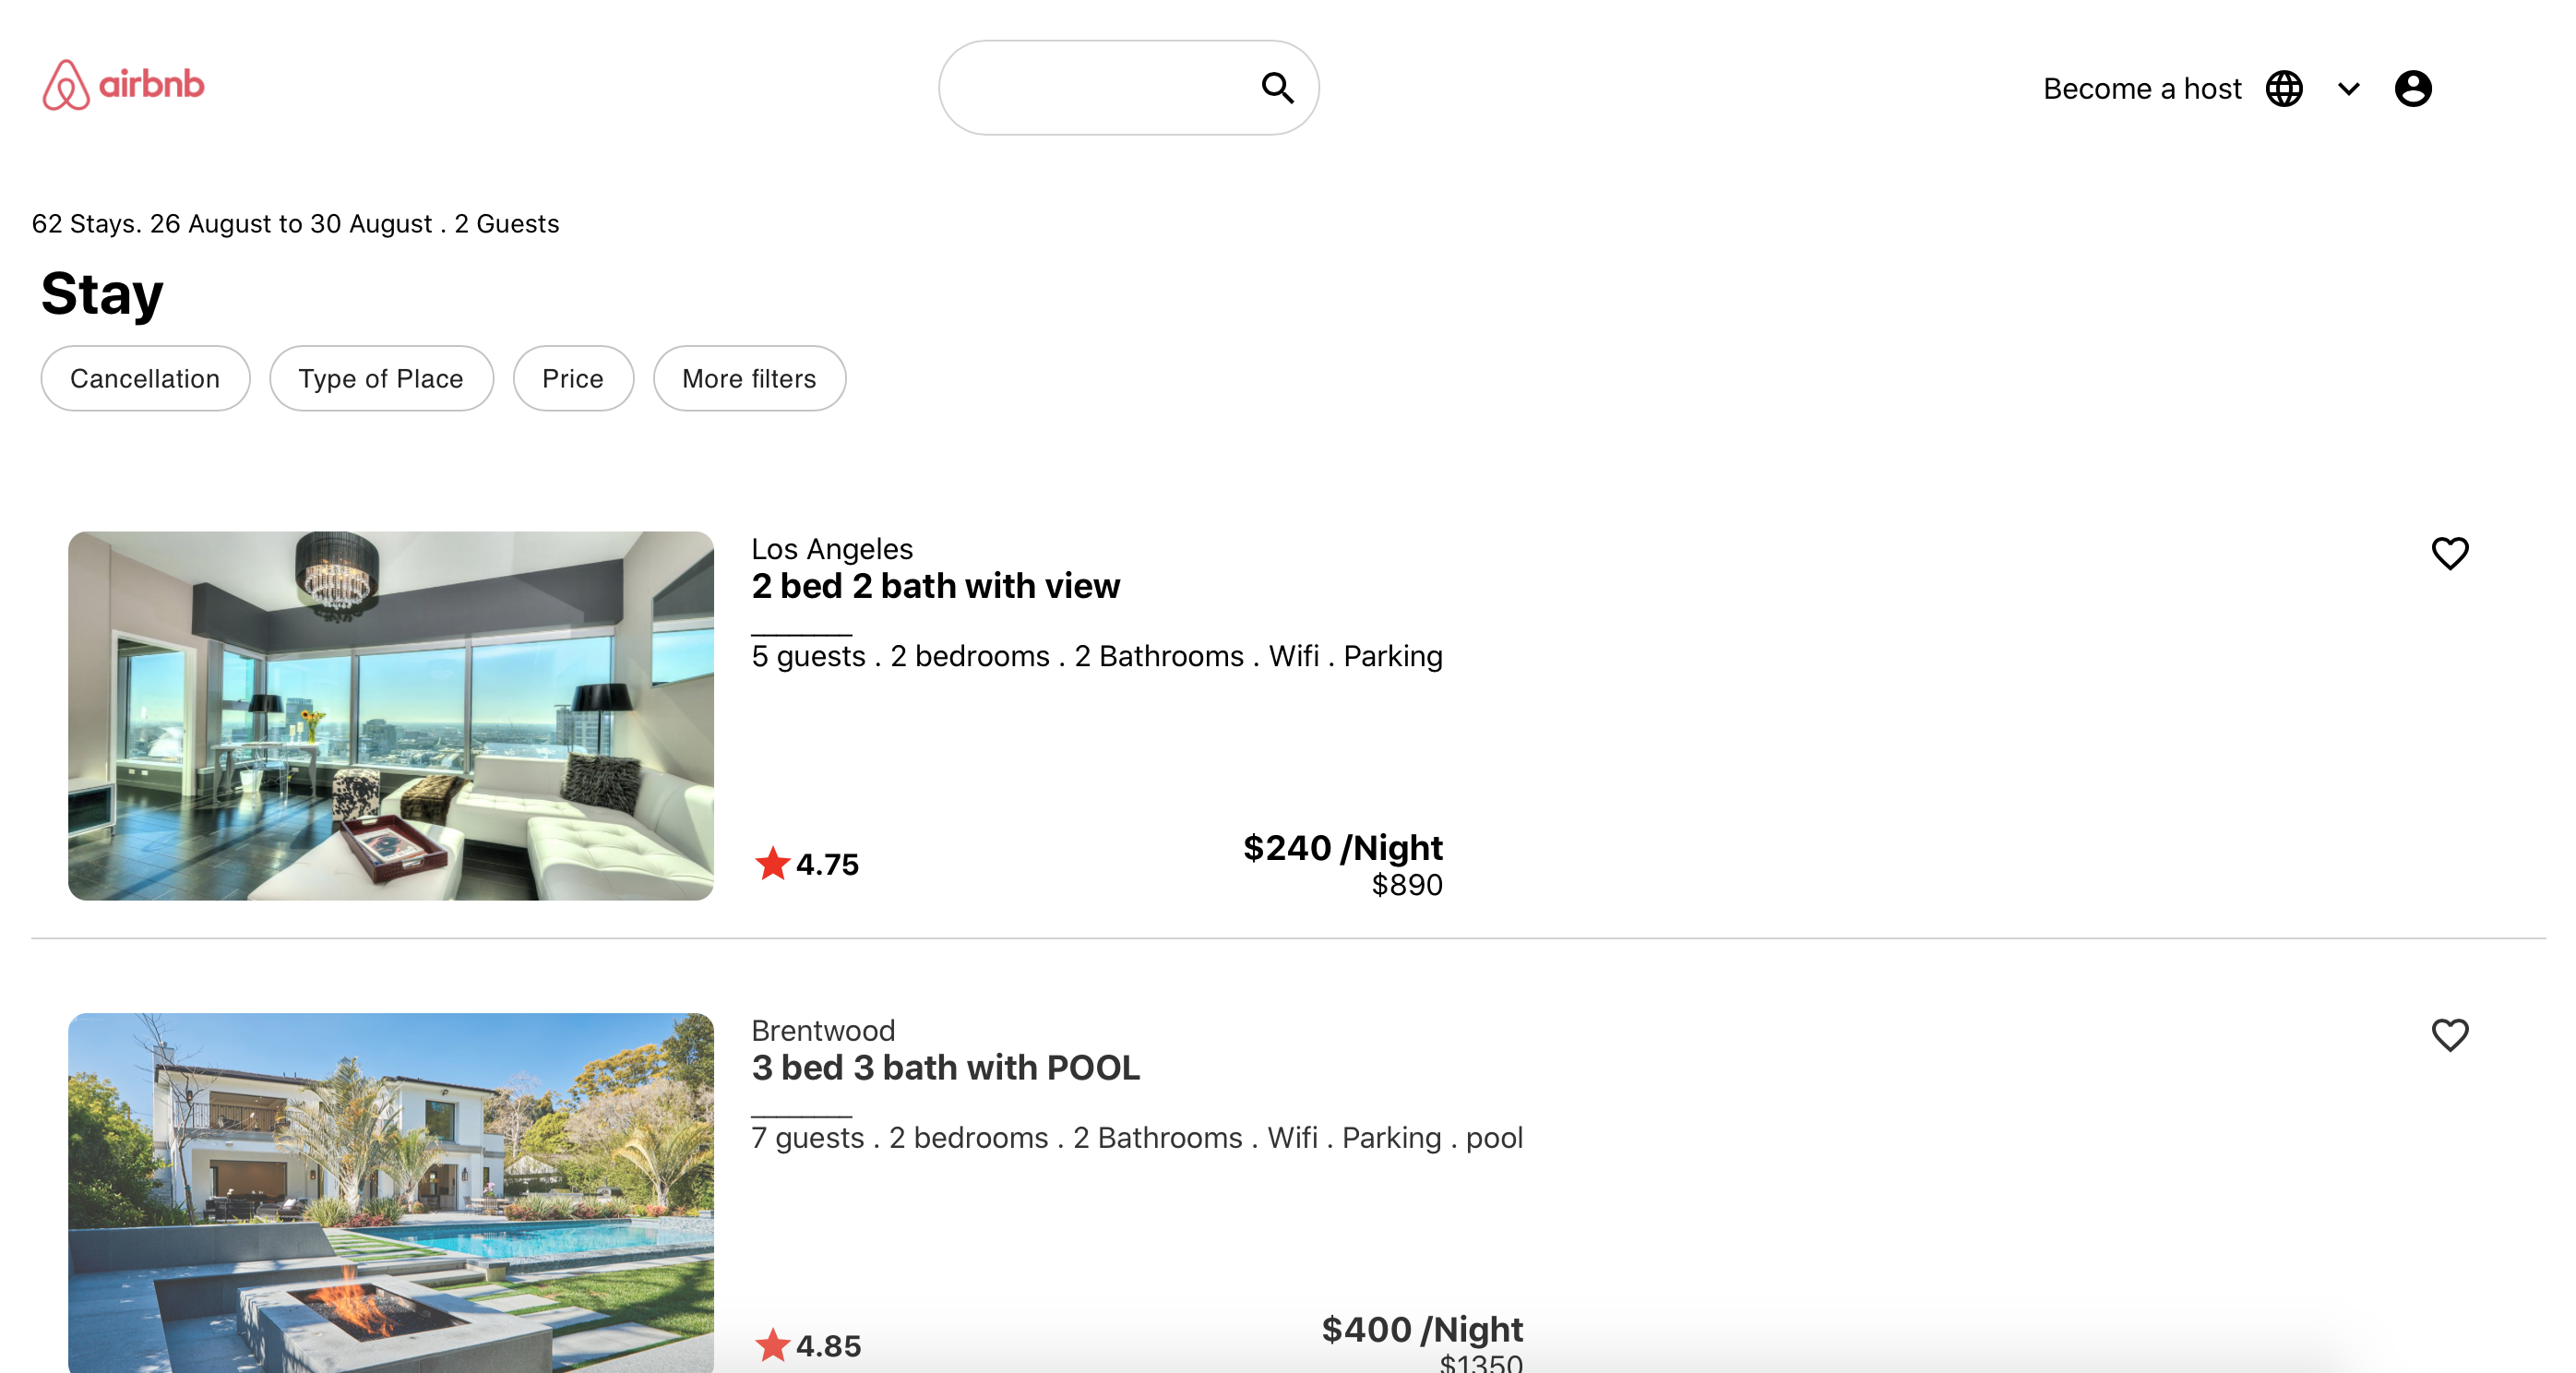 airbnb
Become a host
62 Stays. 26 August to 30 August . 2 Guests
Stay
Cancellation
Type of Place
Price
More filters
Los Angeles
2 bed 2 bath with view
5 guests . 2 bedrooms . 2 Bathrooms . Wifi . Parking
4.75
$240 /Night
$890
Brentwood
3 bed 3 bath with POOL
7 guests . 2 bedrooms . 2 Bathrooms . Wifi . Parking . pool
4.85
$400 /Night
$1350